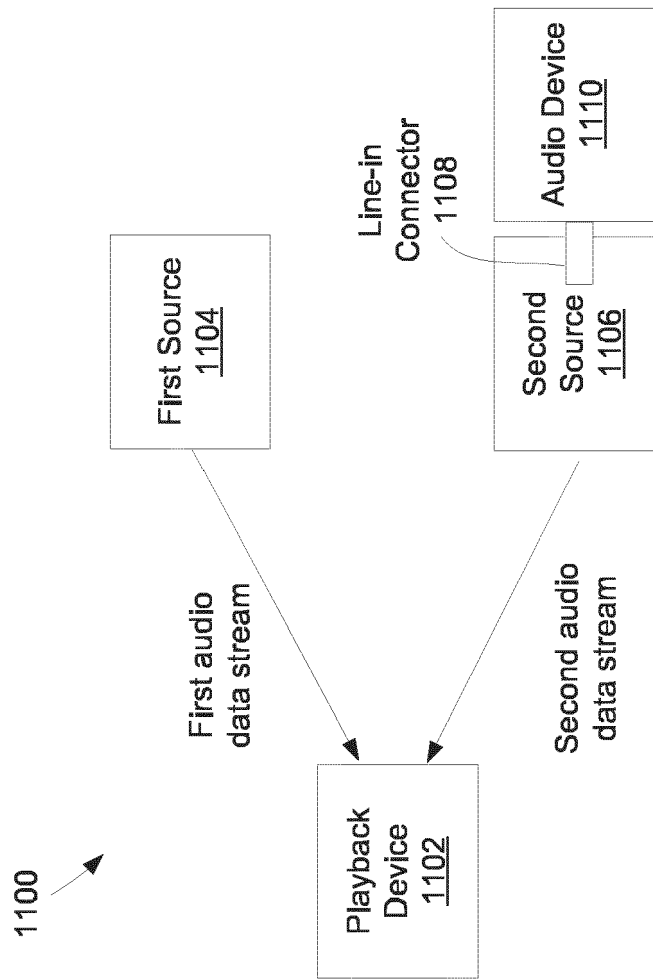 1100
First Source
1104
First audio
data stream
Playback
Device
1102
Second audio
data stream
Line-in
Connector
1108
Second
Source
1106
Audio Device
1110